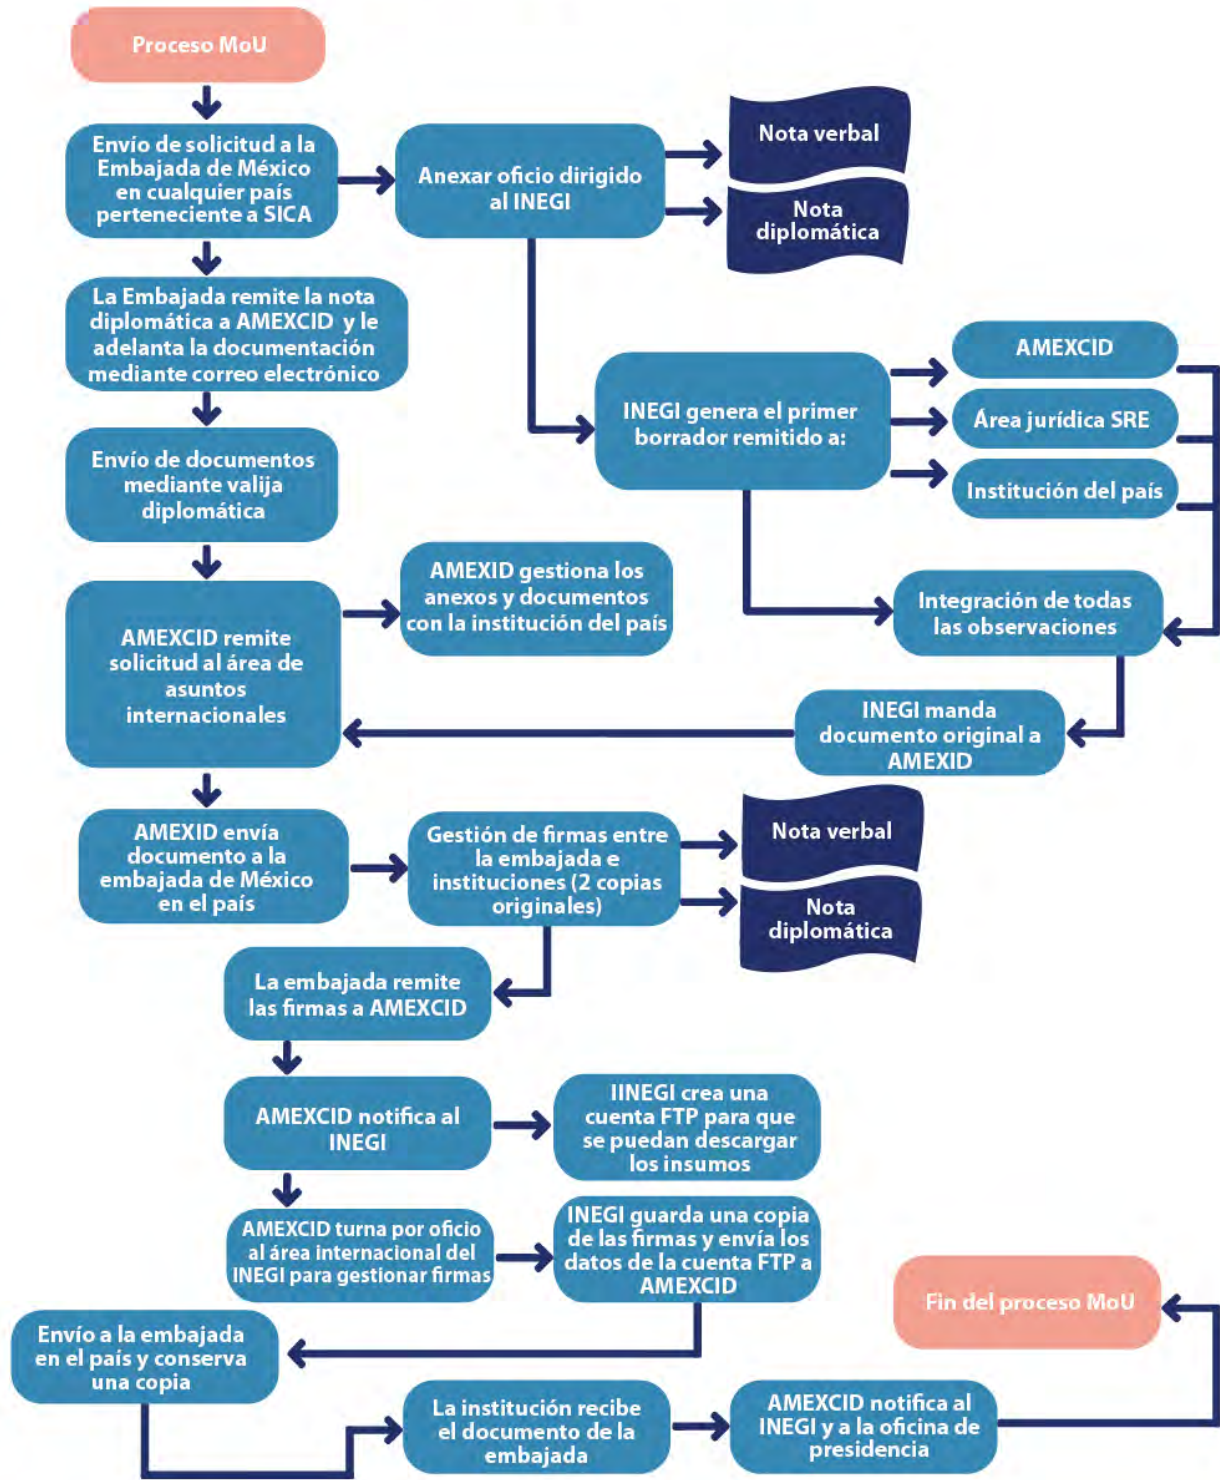 Proceso MoU
Envío de solicitud a la
Embajada de México
en cualquier país
perteneciente a SICA
Anexar oficio dirigido
al INEGI
Nota verbal
Nota
diplomática
La Embajada remite la nota
diplomática a AMEXCID y le
adelanta la documentación
mediante correo electrónico
INEGI genera el primer
borrador remitido a:
AMEXCID
Área jurídica SRE
Institución del país
Envío de documentos
mediante valija
diplomática
AMEXCID remite
solicitud al área de
asuntos
internacionales
AMEXID gestiona los
anexos y documentos
con la institución del país
Integración de todas
las observaciones
INEGI manda
documento original a
AMEXID
AMEXID envía
documento a la
embajada de México
en el país
Gestión de firmas entre
la embajada e
instituciones (2 copias
originales)
Nota verbal
Nota
diplomática
La embajada remite
las firmas a AMEXCID
AMEXCID notifica al
INEGI
IINEGI crea una
cuenta FTP para que
se puedan descargar
los insumos
AMEXCID turna por oficio
al área internacional del
INEGI para gestionar firmas
INEGI guarda una copia
de las firmas y envía los
datos de la cuenta FTP a
AMEXCID
Envío a la embajada
en el país y conserva
una copia
La institución recibe
el documento de la
embajada
AMEXCID notifica al
INEGI y a la oficina de
presidencia
Fin del proceso MoU